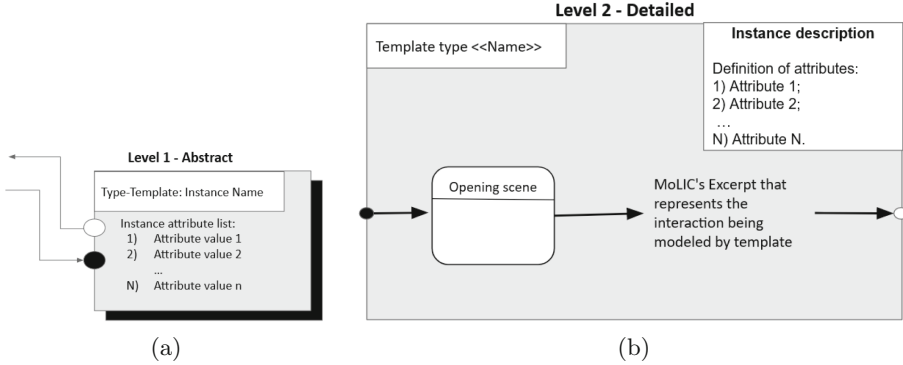 Level 1 - Abstract
Type-Template: Instance Name
Instance attribute list:
1) Attribute value 1
2) Attribute value 2
...
N) Attribute value n
(a)
Level 2 - Detailed
Template type <<Name>>
Instance description
Definition of attributes:
1) Attribute 1;
2) Attribute 2;
...
N) Attribute N.
Opening scene
MoLIC's Excerpt that
represents the
interaction being
modeled by template
(b)